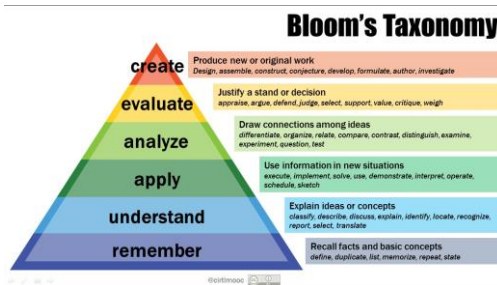 Bloom's Taxonomy
create
Produce new or original work
Design, assemble, construct, conjecture, develop, formulate, author, investigate
evaluate
Justify a stand or decision
appraise, argue, defend, judge, select, support, value, critique, weigh
analyze
Draw connections among ideas
differentiate, organize, relate, compare, contrast, distinguish, examine,
experiment, question, test
apply
Use information in new situations
execute, implement, solve, use, demonstrate, interpret, operate,
schedule, sketch
understand
Explain ideas or concepts
classify, describe, discuss, explain, identify, locate, recognize,
report, select, translate
remember
Recall facts and basic concepts
define, duplicate, list, memorize, repeat, state
@cirtlmooc